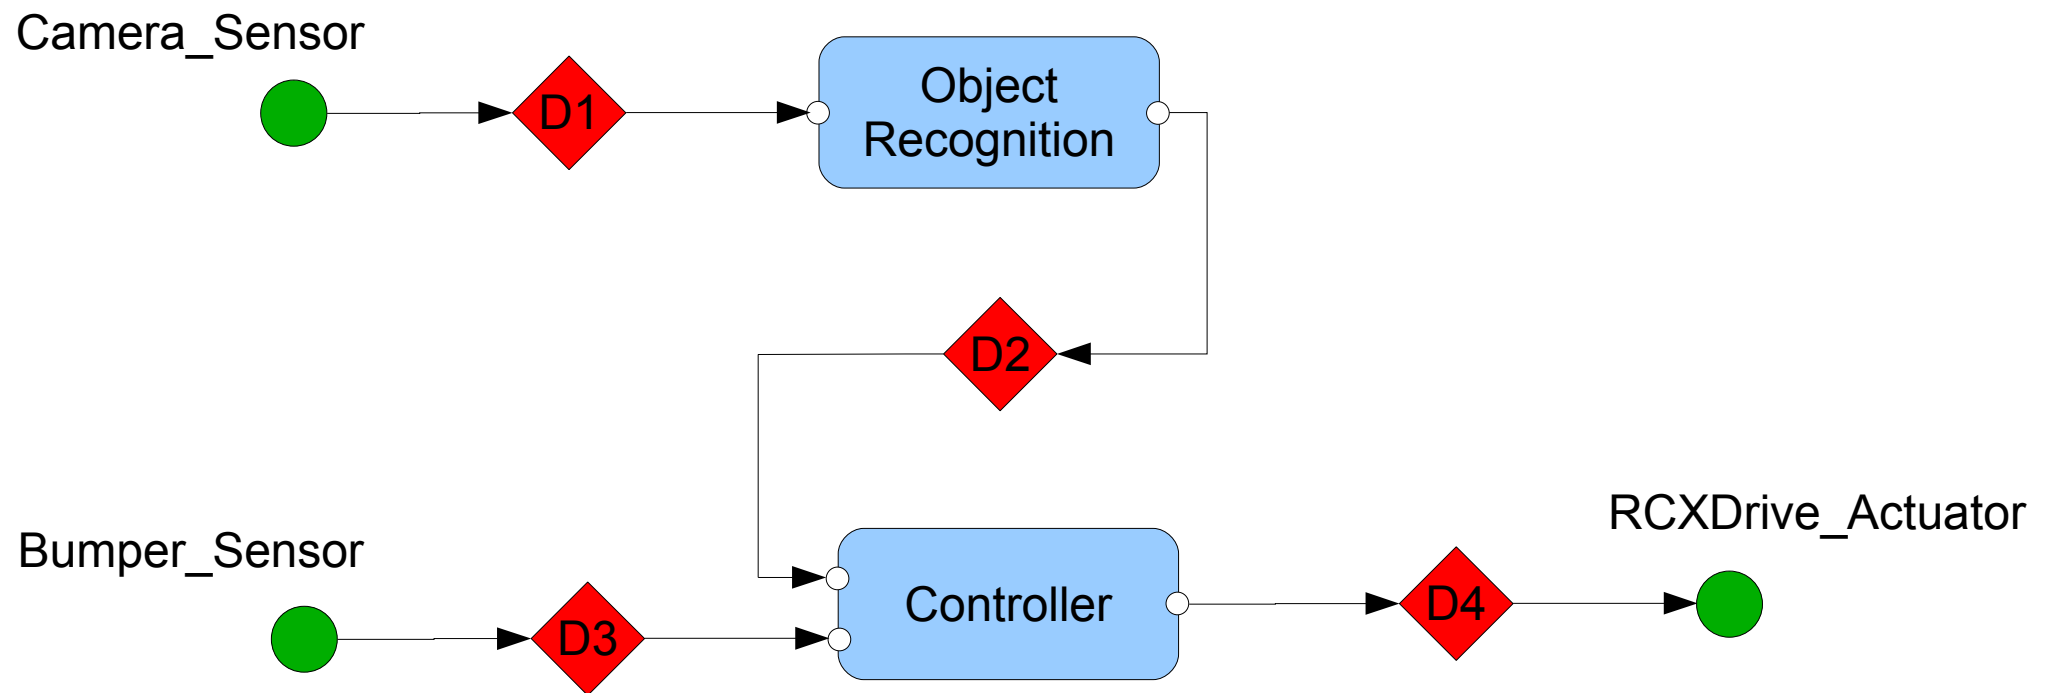 Camera_Sensor
D1
Object
Recognition
D2
Bumper_Sensor
D3
Controller
D4
RCXDrive_Actuator